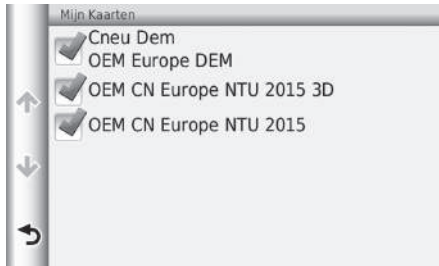 Mijn Kaarten
Cneu Dem
OEM Europe DEM
OEM CN Europe NTU 2015 3D
OEM CN Europe NTU 2015